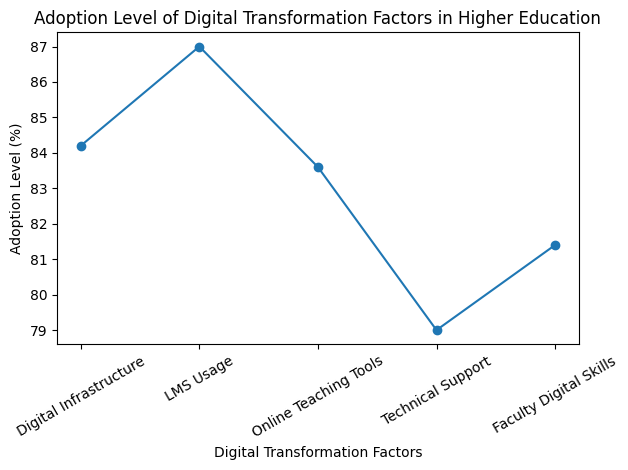 Adoption Level of Digital Transformation Factors in Higher Education
Adoption Level (%)
87
86
85
84
83
82
81
80
79
Digital Infrastructure
LMS Usage
Online Teaching Tools
Technical Support
Faculty Digital Skills
Digital Transformation Factors